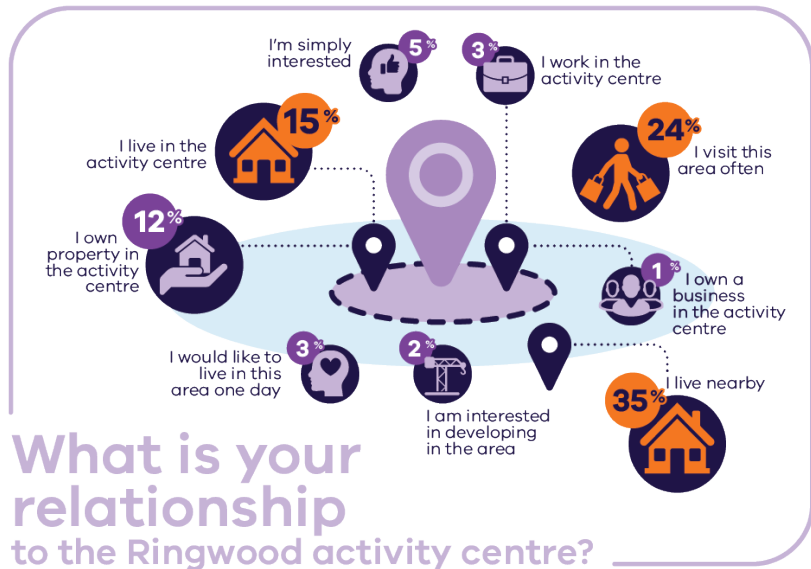 I'm simply
interested
5%
3%
I work in the
activity centre
15%
I live in the
activity centre
24%
I visit this
area often
12%
I own
property in
the activity
centre
1%
I own a
business
in the activity
centre
3%
I would like to
live in this
area one day
2%
I am interested
in developing
in the area
35%
I live nearby
What is your
relationship
to the Ringwood activity centre?